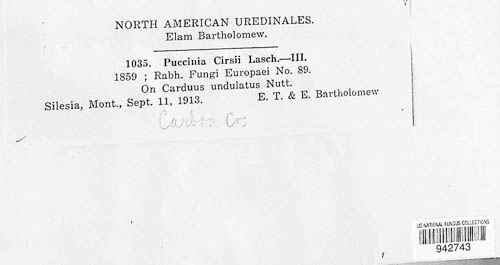 NORTH AMERICAN UREDINALES.
Elam Bartholomew.
1035. Puccinia Cirsii Lasch.—III.
1859 ; Rabh. Fungi Europaei No. 89.
On Carduus undulatus Nutt.
Silesia, Mont., Sept. 11, 1913. E. T. & E. Bartholomew
Carbon Co
US NATIONAL FUNGUS COLLECTIONS
942743